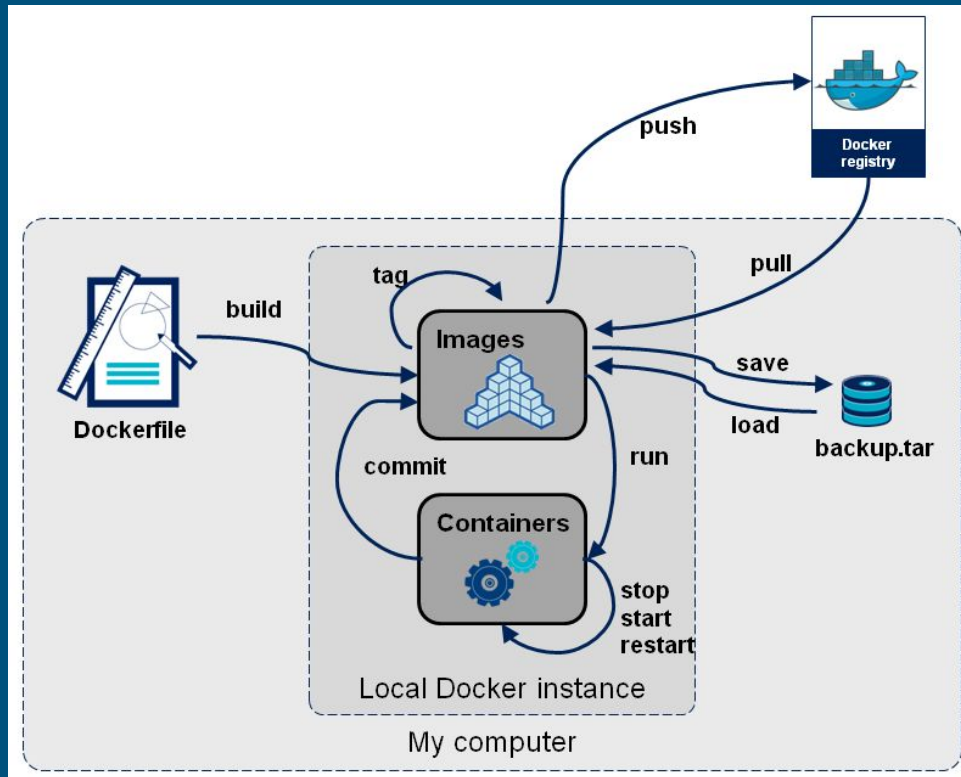 push
Docker
registry
tag
pull
build
Images
save
Dockerfile
load
backup.tar
commit
run
Containers
stop
start
restart
Local Docker instance
My computer